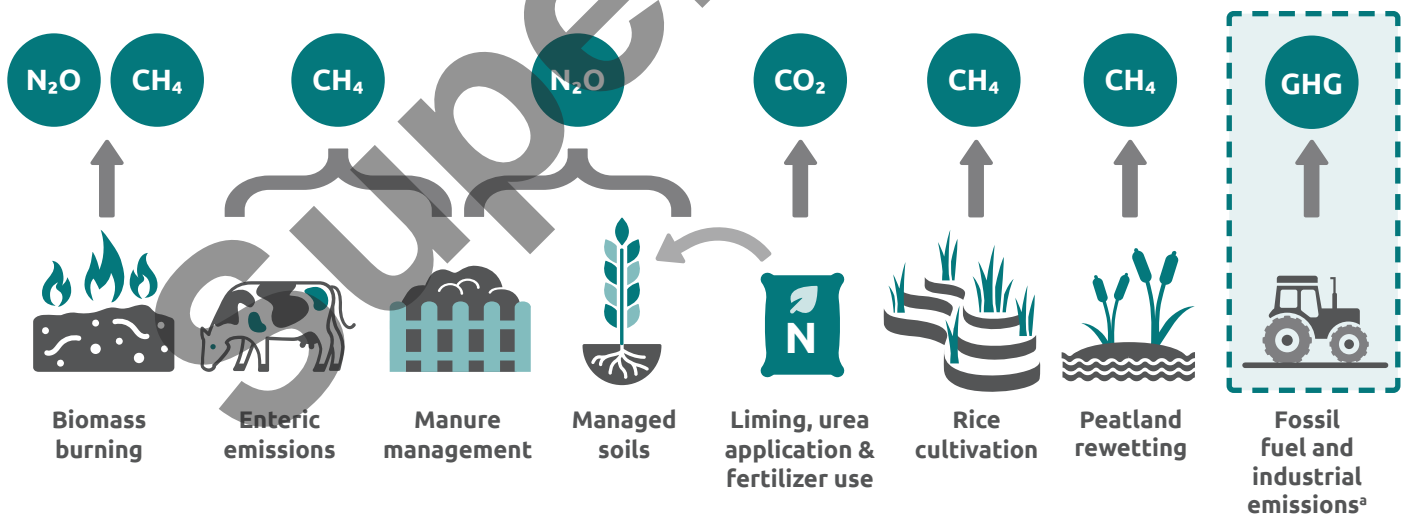 N₂O CH₄ CH₄ N₂O CO₂ CH₄ CH₄ GHG
N
Biomass
burning
Enteric
emissions
Manure
management
Managed
soils
Liming, urea
application &
fertilizer use
Rice
cultivation
Peatland
rewetting
Fossil
fuel and
industrial
emissionsᵃ